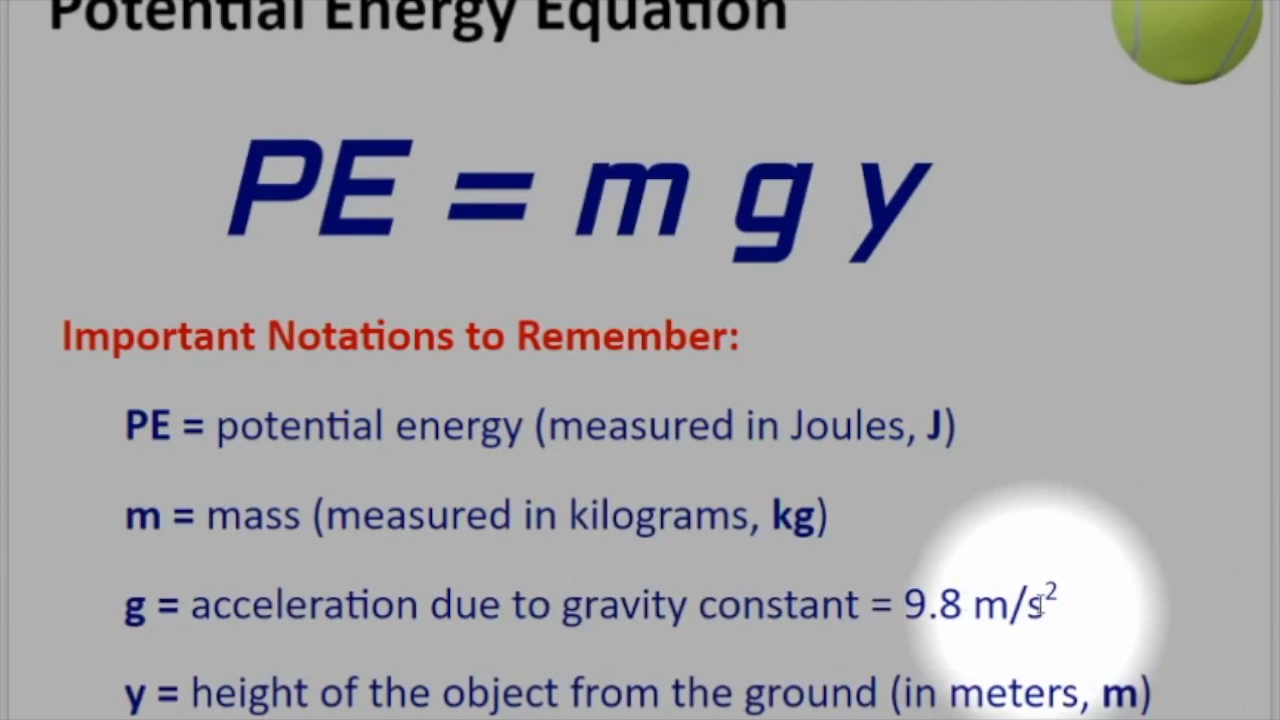 Potential Energy Equation
PE = m g y
Important Notations to Remember:
PE = potential energy (measured in Joules, J)
m = mass (measured in kilograms, kg)
g = acceleration due to gravity constant = 9.8 m/s²
y = height of the object from the ground (in meters, m)